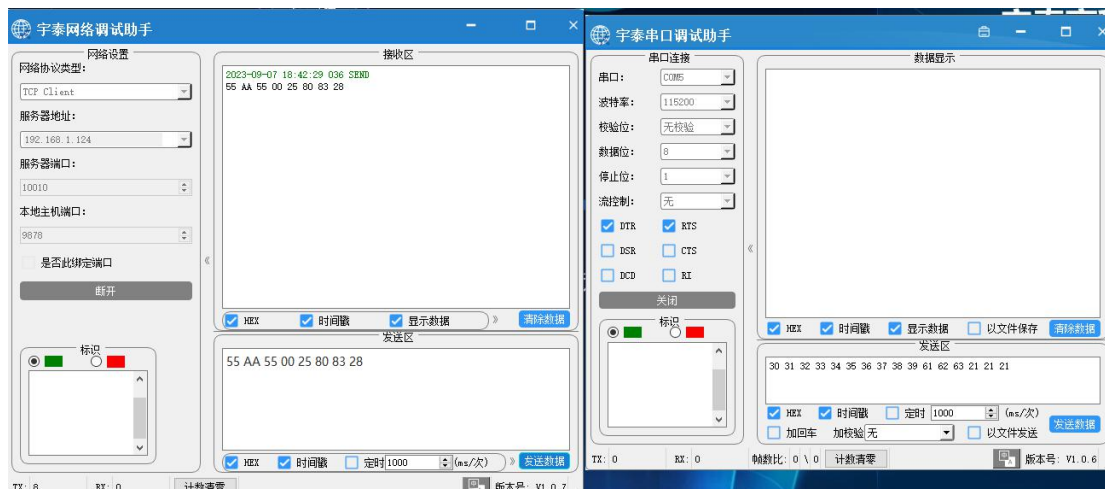 宇泰网络调试助手
网络设置
网络协议类型:
TCP Client
服务器地址:
192.168.1.124
服务器端口:
10010
本地主机端口:
9878
是否此绑定端口
断开
标识
接收区
2023-09-07 18:42:29 036 SEND
55 AA 55 00 25 80 83 28
HEX 时间戳 显示数据 》 清除数据
发送区
55 AA 55 00 25 80 83 28
HEX 时间戳 定时 1000 (ms/次) 》 发送数据
TX: 8 RX: 0 计数清零 版本号: V1.0.7
宇泰串口调试助手
串口连接
串口: COM5
波特率: 115200
校验位: 无校验
数据位: 8
停止位: 1
流控制: 无
DTR RTS
DSR CTS
DCD RI
关闭
标识
数据显示
HEX 时间戳 显示数据 以文件保存 清除数据
发送区
30 31 32 33 34 35 36 37 38 39 61 62 63 21 21 21
HEX 时间戳 定时 1000 (ms/次)
加回车 加校验 无 以文件发送 发送数据
TX: 0 RX: 0 帧数比: 0 \ 0 计数清零 版本号: V1.0.6